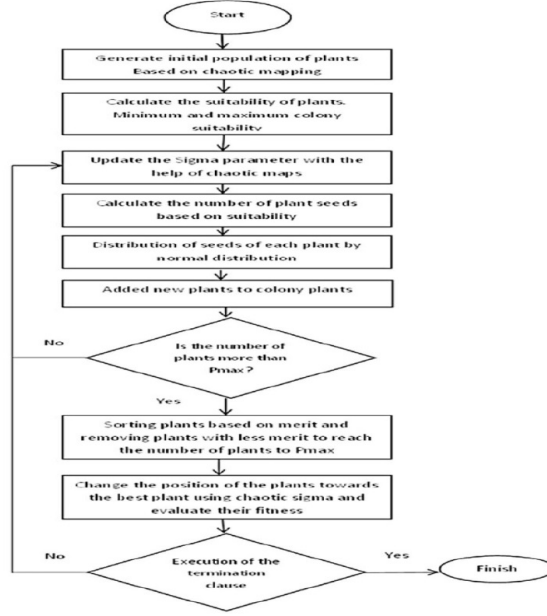 Start
Generate initial population of plants
Based on chaotic mapping
Calculate the suitability of plants.
Minimum and maximum colony
suitability
Update the Sigma parameter with the
help of chaotic maps
Calculate the number of plant seeds
based on suitability
Distribution of seeds of each plant by
normal distribution
Added new plants to colony plants
No
Is the number of
plants more than
Pmax?
Yes
Sorting plants based on merit and
removing plants with less merit to reach
the number of plants to Pmax
Change the position of the plants towards
the best plant using chaotic sigma and
evaluate their fitness
No
Execution of the
termination
clause
Yes
Finish